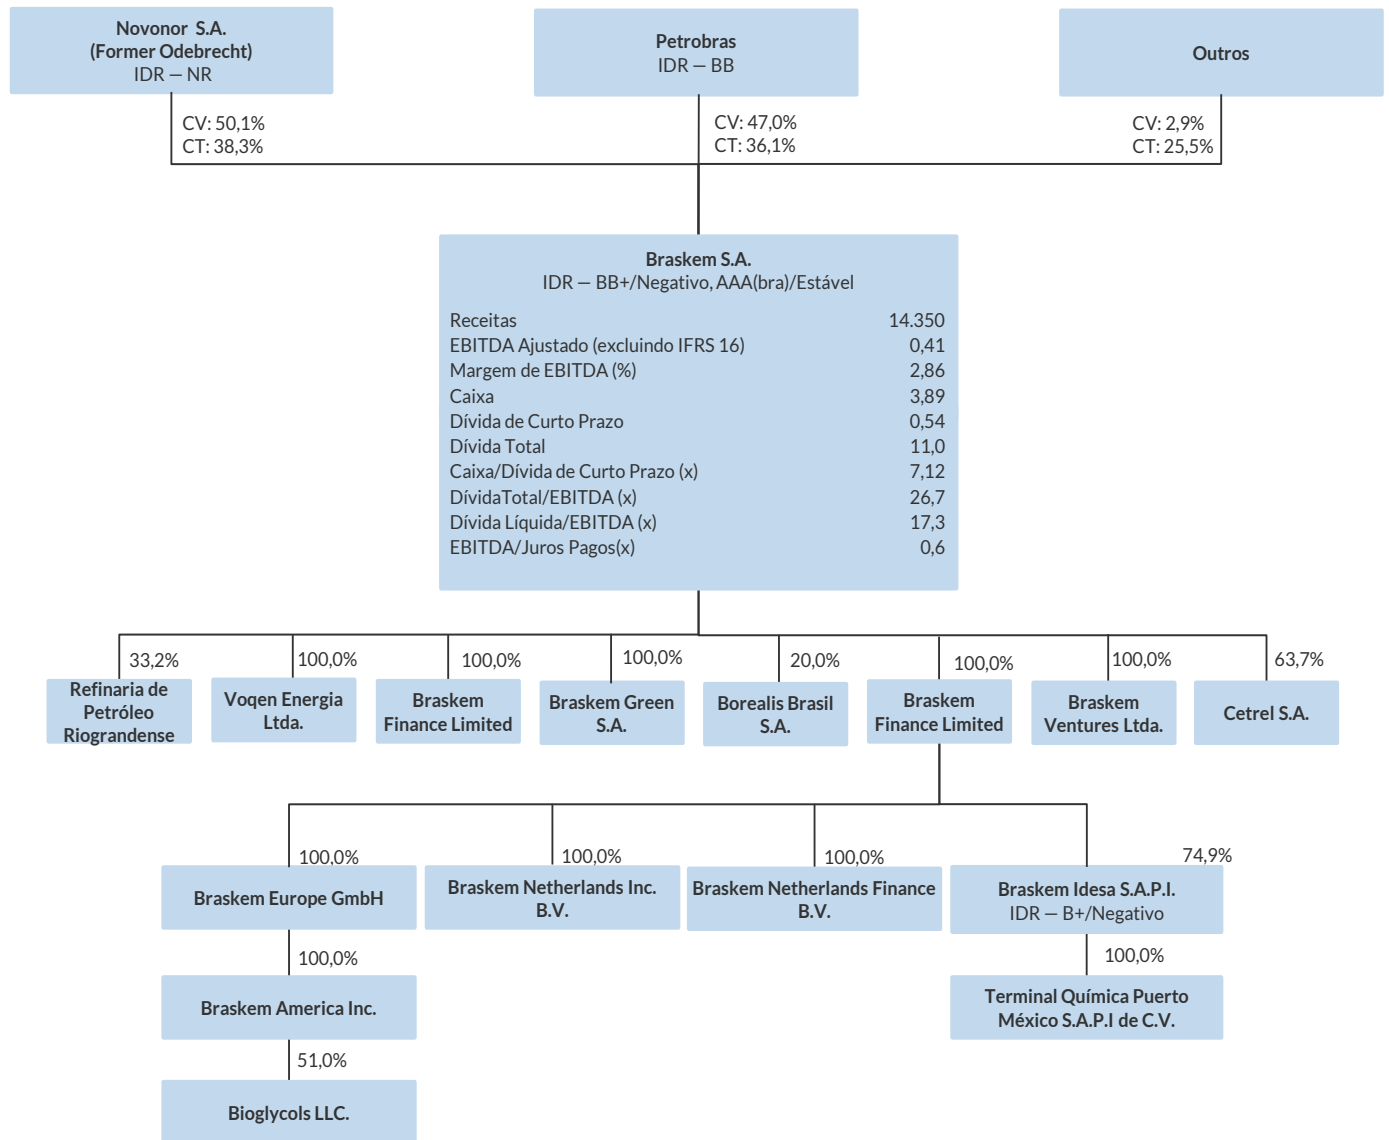 Novonor S.A.
(Former Odebrecht)
IDR — NR
Petrobras
IDR — BB
Outros
CV: 50,1%
CT: 38,3%
CV: 47,0%
CT: 36,1%
CV: 2,9%
CT: 25,5%
Braskem S.A.
IDR — BB+/Negativo, AAA(bra)/Estável
Receitas 14.350
EBITDA Ajustado (excluindo IFRS 16) 0,41
Margem de EBITDA (%) 2,86
Caixa 3,89
Dívida de Curto Prazo 0,54
Dívida Total 11,0
Caixa/Dívida de Curto Prazo (x) 7,12
DívidaTotal/EBITDA (x) 26,7
Dívida Líquida/EBITDA (x) 17,3
EBITDA/Juros Pagos(x) 0,6
33,2%
100,0%
100,0%
100,0%
20,0%
100,0%
100,0%
63,7%
Refinaria de
Petróleo
Riograndense
Voqen Energia
Ltda.
Braskem
Finance Limited
Braskem Green
S.A.
Borealis Brasil
S.A.
Braskem
Finance Limited
Braskem
Ventures Ltda.
Cetrel S.A.
100,0%
100,0%
100,0%
74,9%
Braskem Europe GmbH
Braskem Netherlands Inc.
B.V.
Braskem Netherlands Finance
B.V.
Braskem Idesa S.A.P.I.
IDR — B+/Negativo
100,0%
100,0%
Braskem America Inc.
Terminal Química Puerto
México S.A.P.I de C.V.
51,0%
Bioglycols LLC.